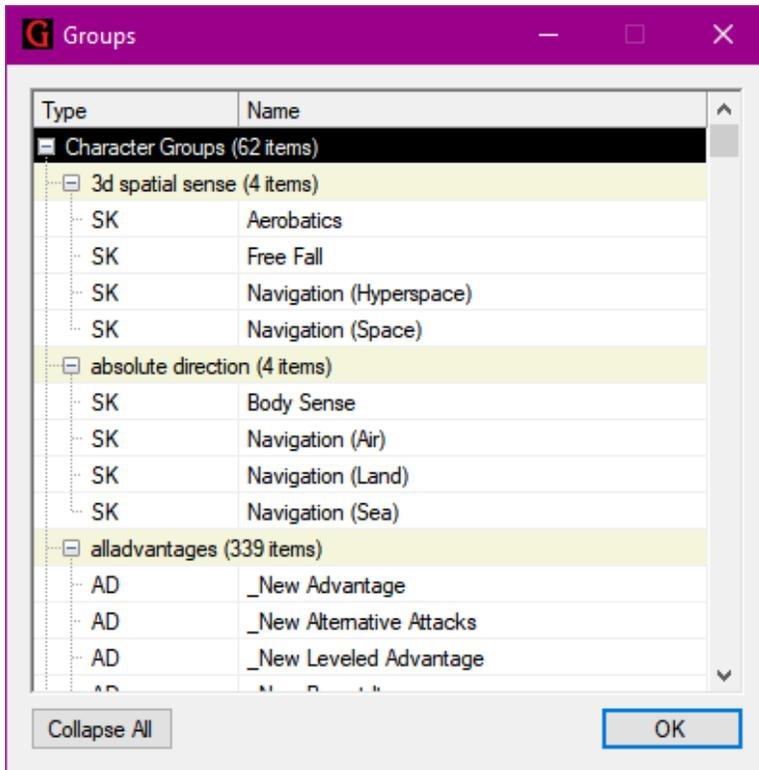 G Groups
Type Name
Character Groups (62 items)
3d spatial sense (4 items)
SK Aerobatics
SK Free Fall
SK Navigation (Hyperspace)
SK Navigation (Space)
absolute direction (4 items)
SK Body Sense
SK Navigation (Air)
SK Navigation (Land)
SK Navigation (Sea)
alladvantages (339 items)
AD _New Advantage
AD _New Alternative Attacks
AD _New Leveled Advantage
Collapse All OK